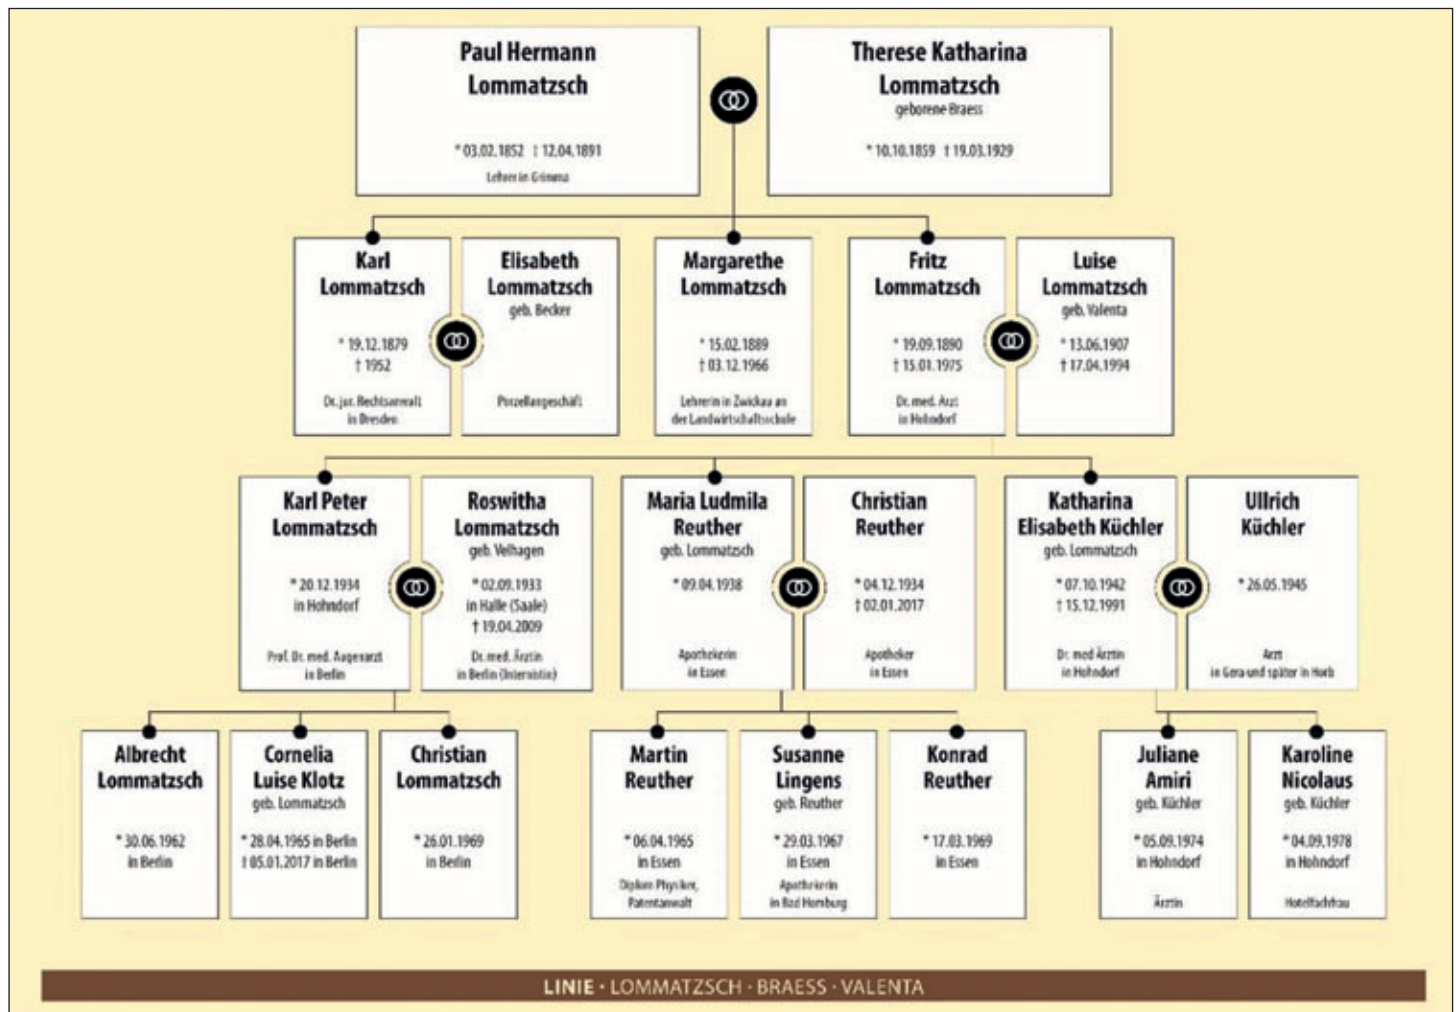 Paul Hermann
Lommatzsch
* 03.02.1852 † 12.04.1891
Lehrer in Grimma
Therese Katharina
Lommatzsch
geborene Braess
* 10.10.1859 † 19.03.1929
Karl
Lommatzsch
* 19.12.1879
† 1952
Dr. jur. Rechtsanwalt
in Dresden
Elisabeth
Lommatzsch
geb. Becker
Porzellangeschäft
Margarethe
Lommatzsch
* 15.02.1889
† 03.12.1966
Lehrerin in Zwickau an
der Landwirtschaftsschule
Fritz
Lommatzsch
* 19.09.1890
† 15.01.1975
Dr. med. Arzt
in Hohndorf
Luise
Lommatzsch
geb. Valenta
* 13.06.1907
† 17.04.1994
Karl Peter
Lommatzsch
* 20.12.1934
in Hohndorf
Prof. Dr. med. Augenarzt
in Berlin
Roswitha
Lommatzsch
geb. Velhagen
* 02.09.1933
in Halle (Saale)
† 19.04.2009
Dr. med. Ärztin
in Berlin (Internistin)
Maria Ludmila
Reuther
geb. Lommatzsch
* 09.04.1938
Apothekerin
in Essen
Christian
Reuther
* 04.12.1934
† 02.01.2017
Apotheker
in Essen
Katharina
Elisabeth Küchler
geb. Lommatzsch
* 07.10.1942
† 15.12.1991
Dr. med Ärztin
in Hohndorf
Ullrich
Küchler
* 26.05.1945
Arzt
in Gera und später in Horb
Albrecht
Lommatzsch
* 30.06.1962
in Berlin
Cornelia
Luise Klotz
geb. Lommatzsch
* 28.04.1965 in Berlin
† 05.01.2017 in Berlin
Christian
Lommatzsch
* 26.01.1969
in Berlin
Martin
Reuther
* 06.04.1965
in Essen
Diplom Physiker,
Patentanwalt
Susanne
Lingens
geb. Reuther
* 29.03.1967
in Essen
Apothekerin
in Bad Homburg
Konrad
Reuther
* 17.03.1969
in Essen
Juliane
Amiri
geb. Küchler
* 05.09.1974
in Hohndorf
Ärztin
Karoline
Nicolaus
geb. Küchler
* 04.09.1978
in Hohndorf
Hotelfachfrau
LINIE · LOMMATZSCH · BRAESS · VALENTA